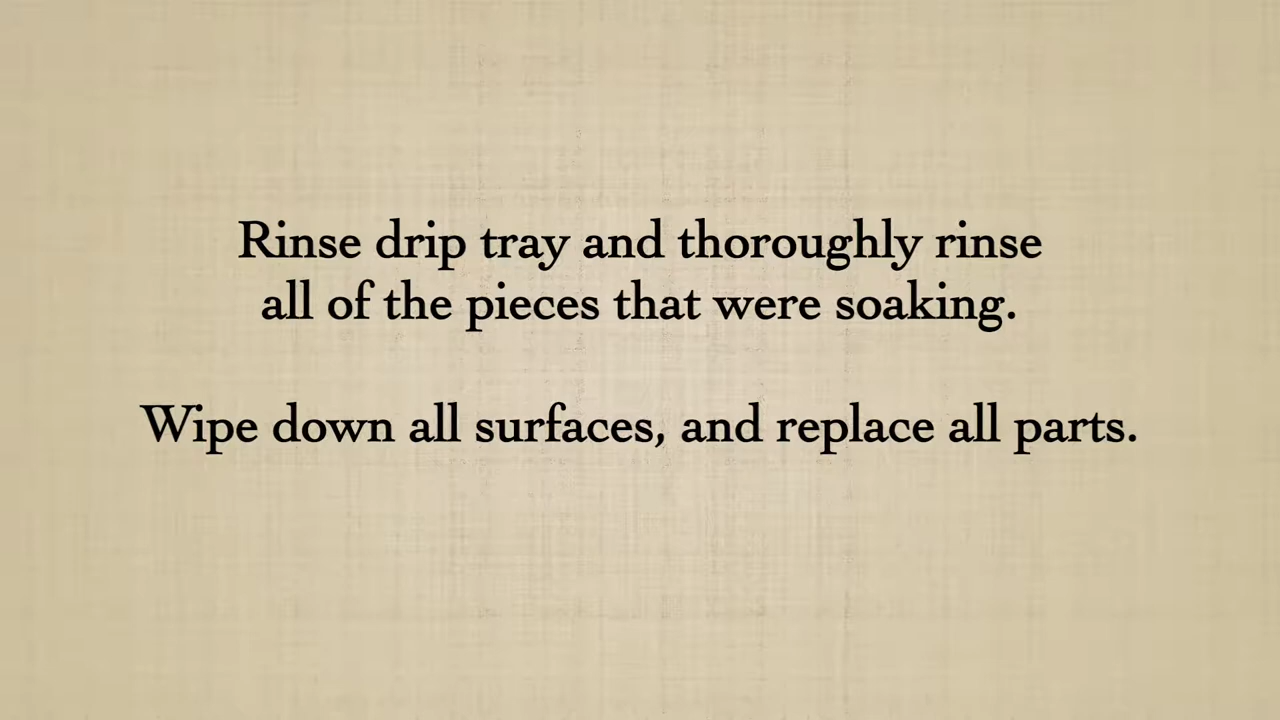 Rinse drip tray and thoroughly rinse
all of the pieces that were soaking.
Wipe down all surfaces, and replace all parts.